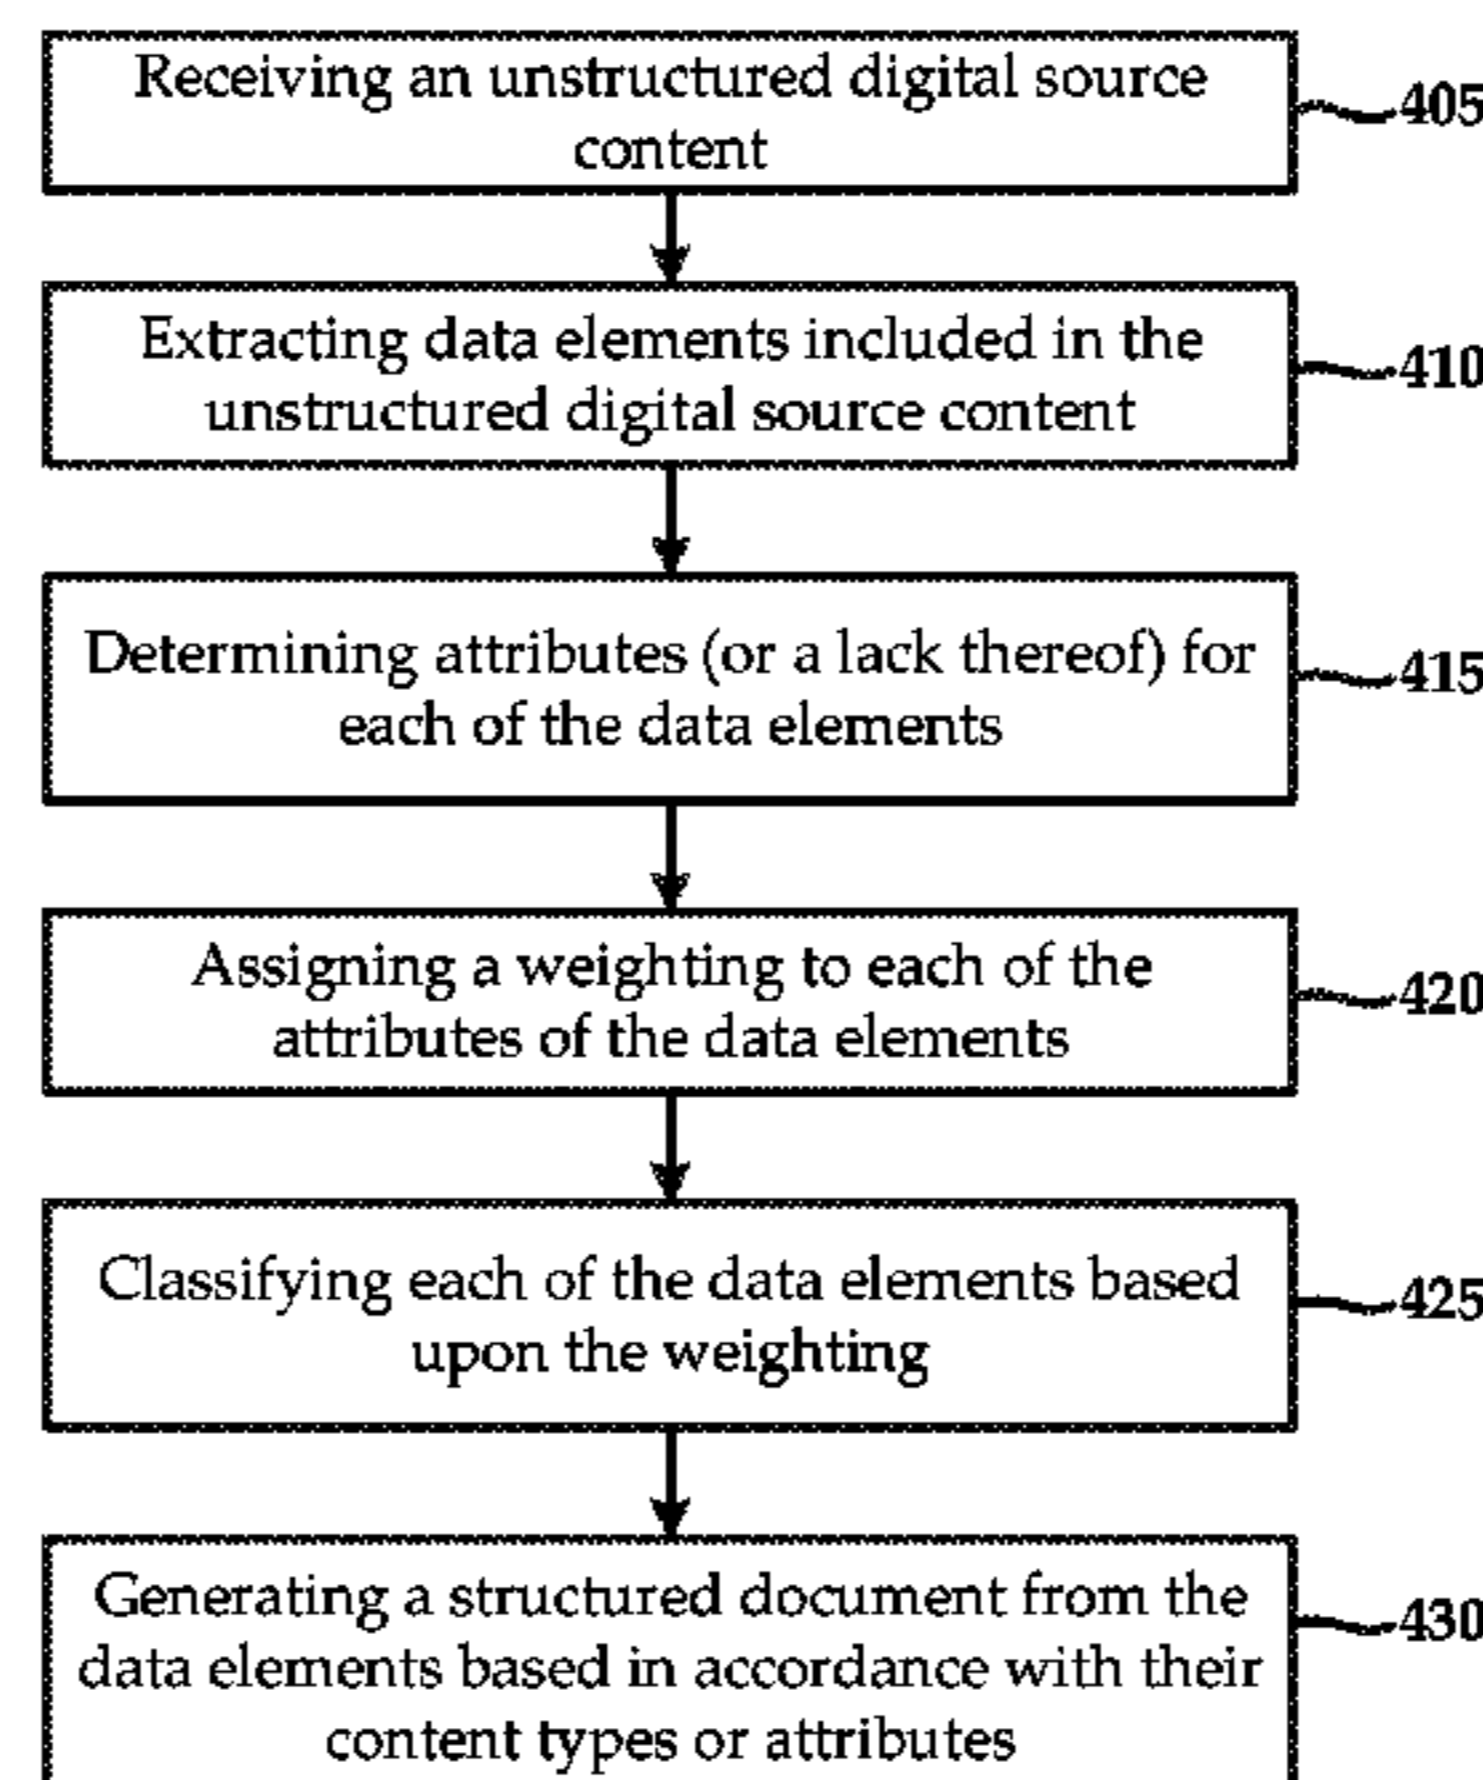 Receiving an unstructured digital source
content
405
Extracting data elements included in the
unstructured digital source content
410
Determining attributes (or a lack thereof) for
each of the data elements
415
Assigning a weighting to each of the
attributes of the data elements
420
Classifying each of the data elements based
upon the weighting
425
Generating a structured document from the
data elements based in accordance with their
content types or attributes
430